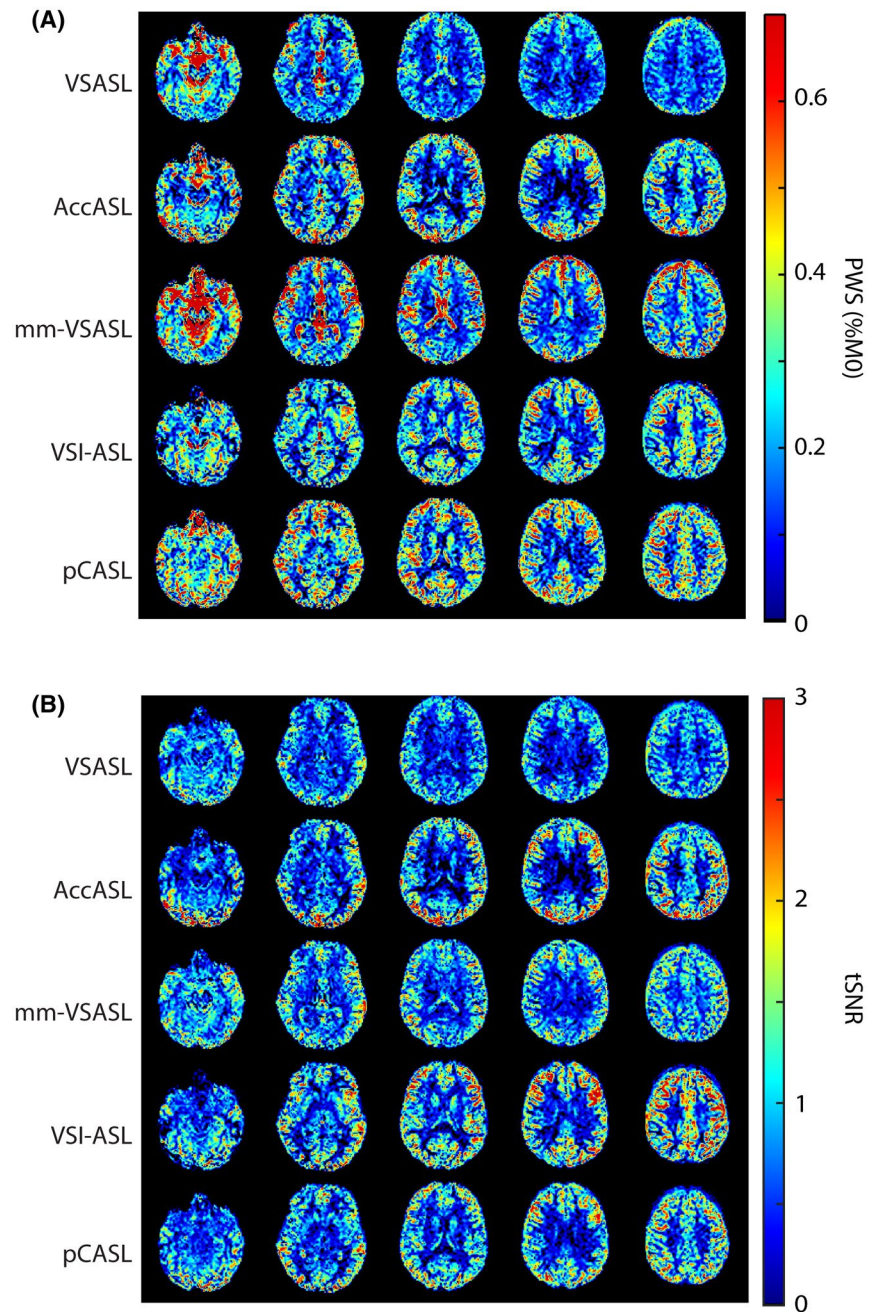 (A)
VSASL
AccASL
mm-VSASL
VSI-ASL
pCASL
0.6
0.4
0.2
0
PWS (%M0)
(B)
VSASL
AccASL
mm-VSASL
VSI-ASL
pCASL
3
2
1
0
tSNR